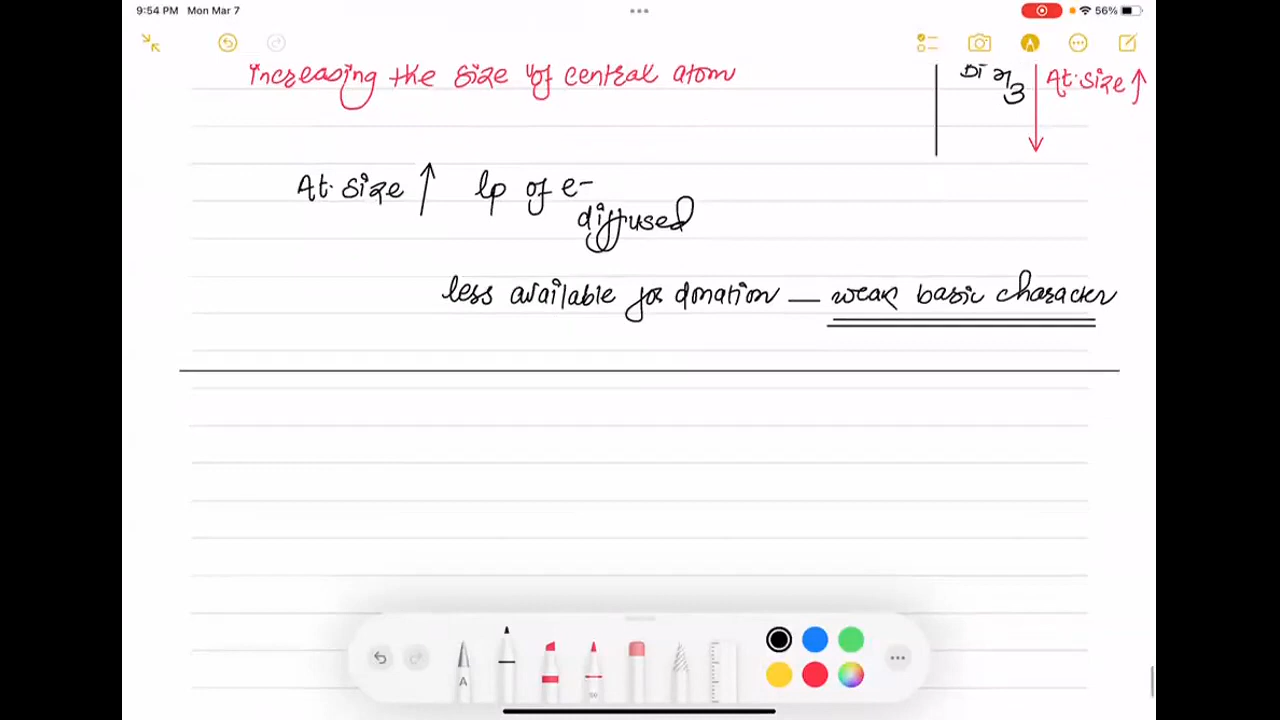 9:54 PM Mon Mar 7
56%
increasing the size of central atom
At. size ↑
At. size ↑ lp of e-
diffused
less available for donation — weak basic character
A